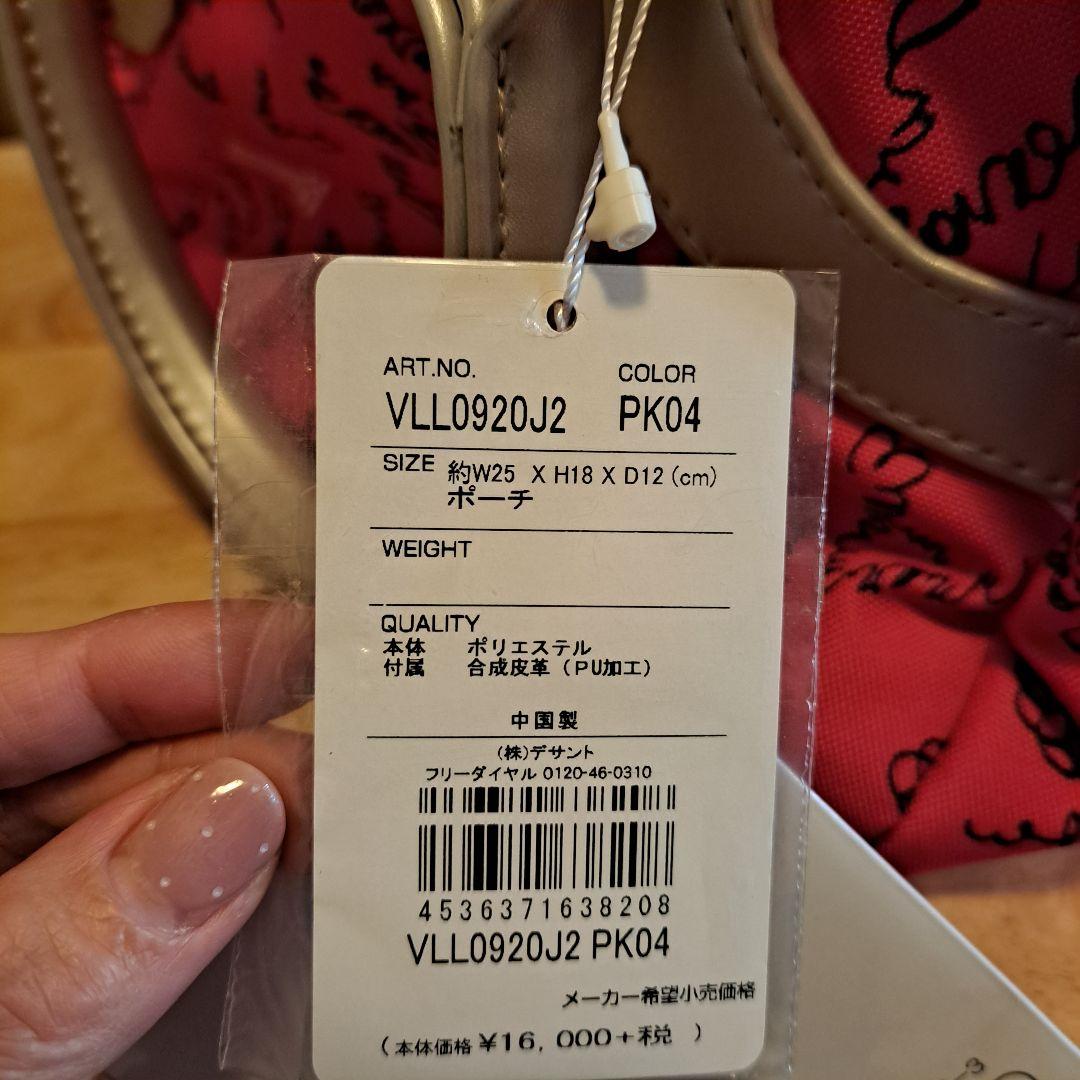 ART.NO. COLOR
VLL0920J2 PK04
SIZE 約W25 X H18 X D12 (cm)
ポーチ
WEIGHT
QUALITY
本体 ポリエステル
付属 合成皮革 (PU加工)
中国製
(株)デサント
フリーダイヤル 0120-46-0310
4536371638208
VLL0920J2 PK04
メーカー希望小売価格
(本体価格 ¥16,000+税 )